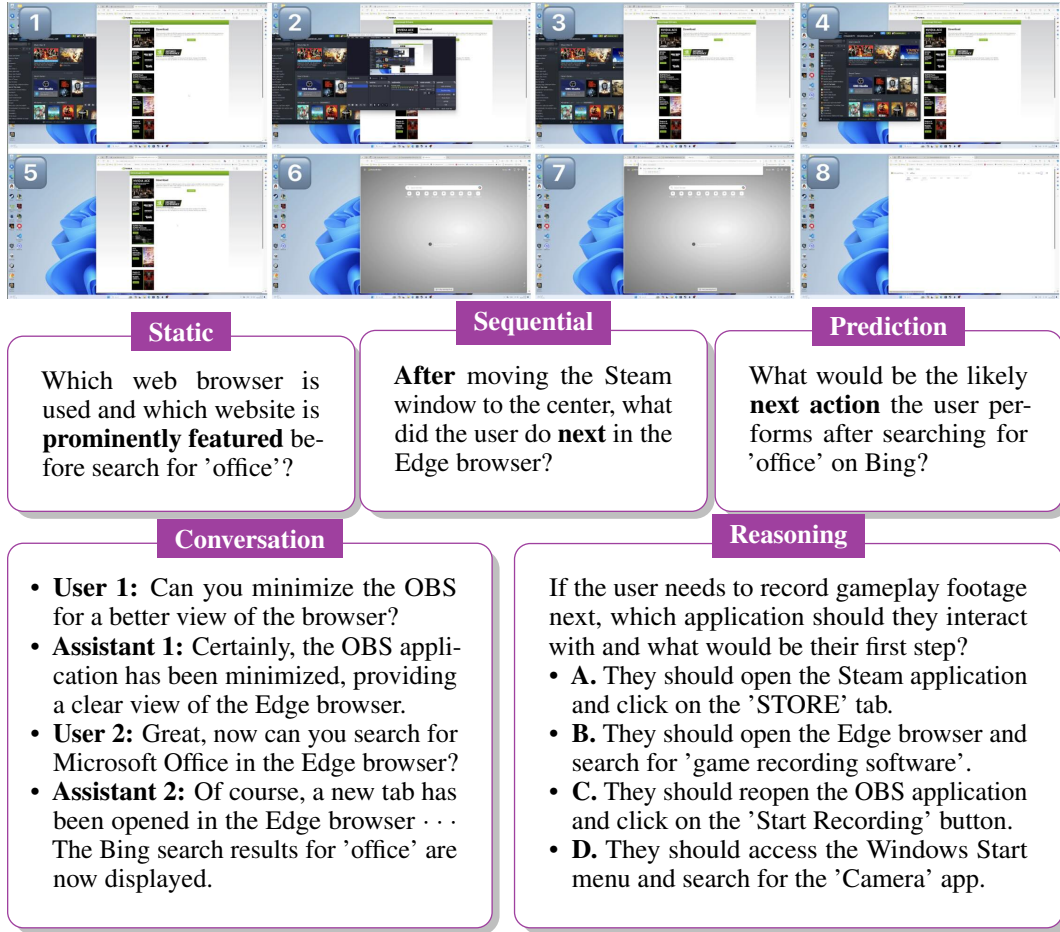 1
2
3
4
5
6
7
8
Static
Which web browser is
used and which website is
prominently featured be-
fore search for 'office'?
Sequential
After moving the Steam
window to the center, what
did the user do next in the
Edge browser?
Prediction
What would be the likely
next action the user per-
forms after searching for
'office' on Bing?
Conversation
• User 1: Can you minimize the OBS
for a better view of the browser?
• Assistant 1: Certainly, the OBS appli-
cation has been minimized, providing
a clear view of the Edge browser.
• User 2: Great, now can you search for
Microsoft Office in the Edge browser?
• Assistant 2: Of course, a new tab has
been opened in the Edge browser · · ·
The Bing search results for 'office' are
now displayed.
Reasoning
If the user needs to record gameplay footage
next, which application should they interact
with and what would be their first step?
• A. They should open the Steam application
and click on the 'STORE' tab.
• B. They should open the Edge browser and
search for 'game recording software'.
• C. They should reopen the OBS application
and click on the 'Start Recording' button.
• D. They should access the Windows Start
menu and search for the 'Camera' app.